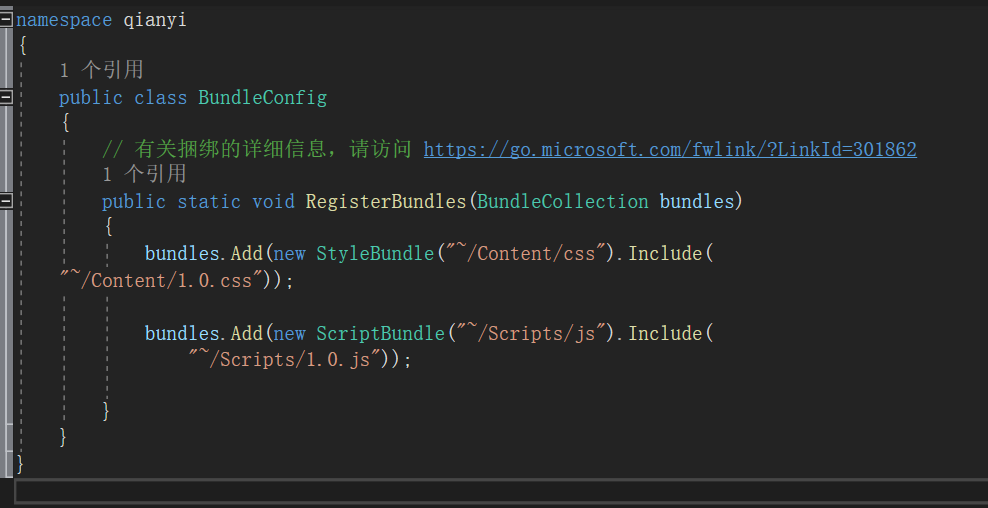 namespace qianyi
{
1 个引用
public class BundleConfig
{
// 有关捆绑的详细信息，请访问 https://go.microsoft.com/fwlink/?LinkId=301862
1 个引用
public static void RegisterBundles(BundleCollection bundles)
{
bundles.Add(new StyleBundle("~/Content/css").Include(
"~/Content/1.0.css"));
bundles.Add(new ScriptBundle("~/Scripts/js").Include(
"~/Scripts/1.0.js"));
}
}
}